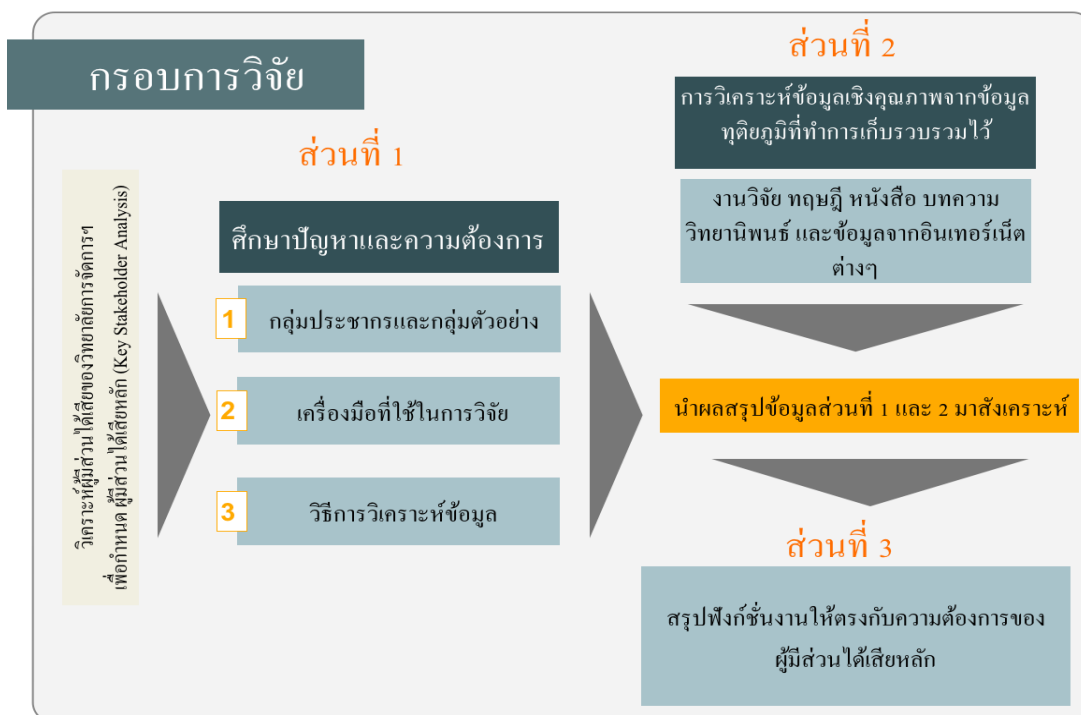 กรอบการวิจัย
วิเคราะห์ผู้มีส่วนได้เสียของวิทยาลัยการจัดการฯ
เพื่อกำหนด ผู้มีส่วนได้เสียหลัก (Key Stakeholder Analysis)
ส่วนที่ 1
ศึกษาปัญหาและความต้องการ
1 กลุ่มประชากรและกลุ่มตัวอย่าง
2 เครื่องมือที่ใช้ในการวิจัย
3 วิธีการวิเคราะห์ข้อมูล
ส่วนที่ 2
การวิเคราะห์ข้อมูลเชิงคุณภาพจากข้อมูล
ทุติยภูมิที่ทำการเก็บรวบรวมไว้
งานวิจัย ทฤษฎี หนังสือ บทความ
วิทยานิพนธ์ และข้อมูลจากอินเทอร์เน็ต
ต่างๆ
นำผลสรุปข้อมูลส่วนที่ 1 และ 2 มาสังเคราะห์
ส่วนที่ 3
สรุปฟังก์ชั่นงานให้ตรงกับความต้องการของ
ผู้มีส่วนได้เสียหลัก